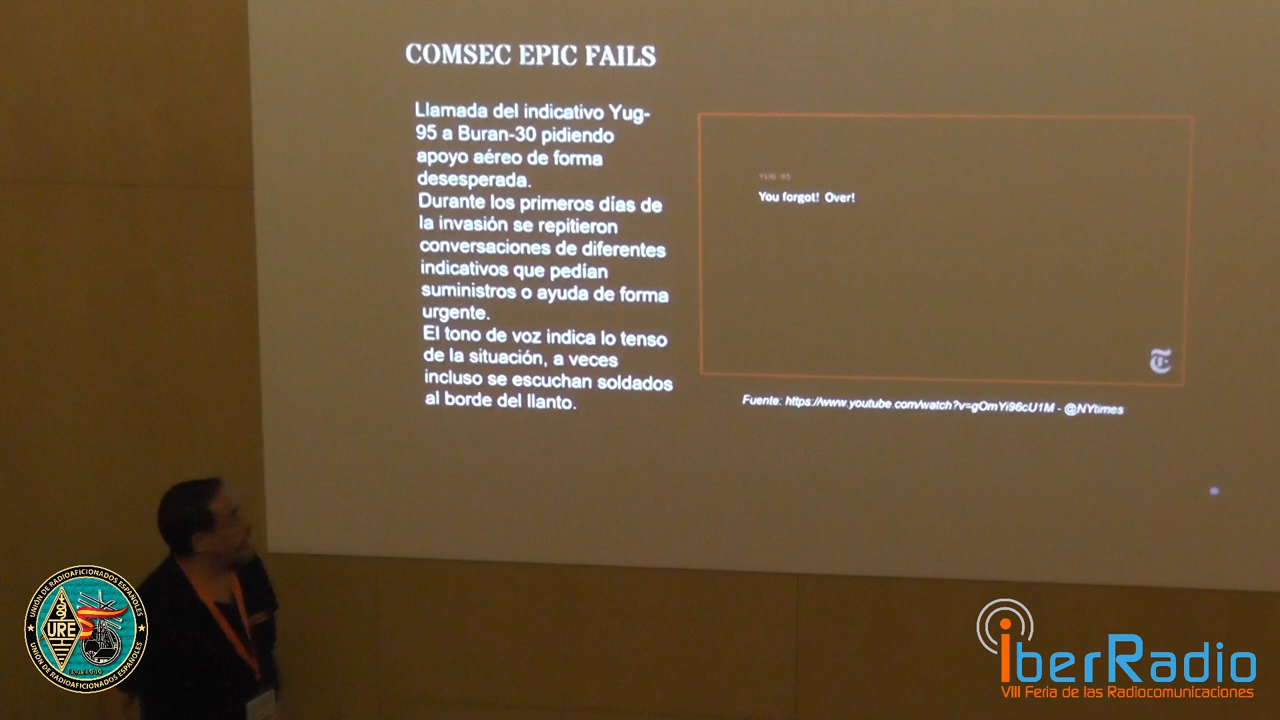 COMSEC EPIC FAILS
Llamada del indicativo Yug-
95 a Buran-30 pidiendo
apoyo aéreo de forma
desesperada.
Durante los primeros días de
la invasión se repitieron
conversaciones de diferentes
indicativos que pedían
suministros o ayuda de forma
urgente.
El tono de voz indica lo tenso
de la situación, a veces
incluso se escuchan soldados
al borde del llanto.
YUG 95
You forgot! Over!
Fuente: https://www.youtube.com/watch?v=gOmYi96cU1M - @NYtimes
UNIÓN DE RADIOAFICIONADOS ESPAÑOLES
URE
UNIÓN DE RADIOAFICIONADOS ESPAÑOLES
IberRadio
VIII Feria de las Radiocomunicaciones